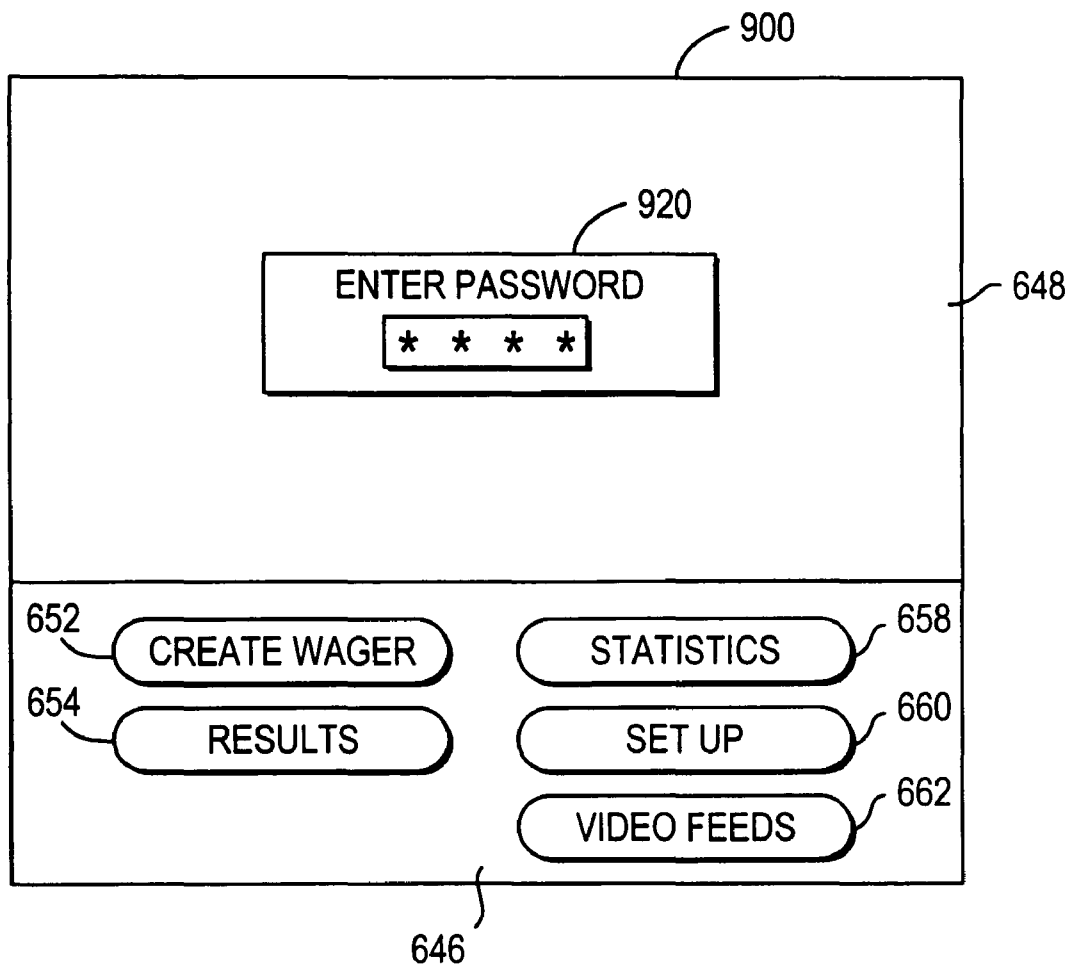 900
920
ENTER PASSWORD
* * * *
648
652
CREATE WAGER
STATISTICS
658
654
RESULTS
SET UP
660
VIDEO FEEDS
662
646